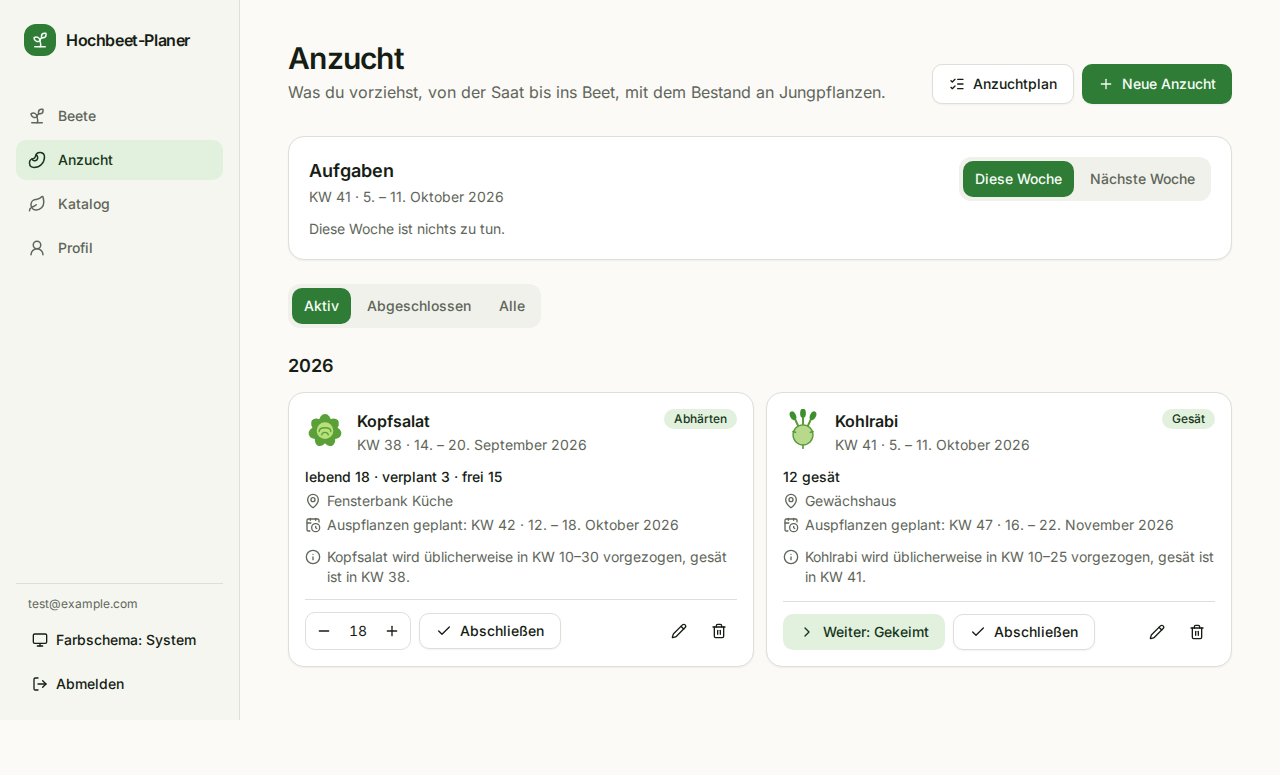 Hochbeet-Planer
Beete
Anzucht
Katalog
Profil
test@example.com
Farbschema: System
Abmelden
Anzucht
Was du vorziehst, von der Saat bis ins Beet, mit dem Bestand an Jungpflanzen.
Anzuchtplan
Neue Anzucht
Aufgaben
KW 41 · 5. – 11. Oktober 2026
Diese Woche
Nächste Woche
Diese Woche ist nichts zu tun.
Aktiv
Abgeschlossen
Alle
2026
Kopfsalat
Abhärten
KW 38 · 14. – 20. September 2026
lebend 18 · verplant 3 · frei 15
Fensterbank Küche
Auspflanzen geplant: KW 42 · 12. – 18. Oktober 2026
Kopfsalat wird üblicherweise in KW 10–30 vorgezogen, gesät
ist in KW 38.
18
Abschließen
Kohlrabi
Gesät
KW 41 · 5. – 11. Oktober 2026
12 gesät
Gewächshaus
Auspflanzen geplant: KW 47 · 16. – 22. November 2026
Kohlrabi wird üblicherweise in KW 10–25 vorgezogen, gesät ist
in KW 41.
Weiter: Gekeimt
Abschließen